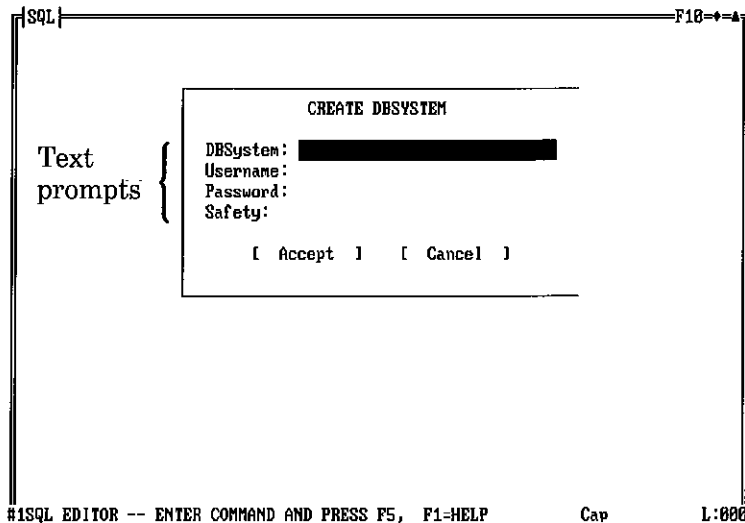 SQL F10=♦=▲
CREATE DBSYSTEM
Text prompts
DBSystem:
Username:
Password:
Safety:
[ Accept ] [ Cancel ]
#1SQL EDITOR -- ENTER COMMAND AND PRESS F5, F1=HELP Cap L:000